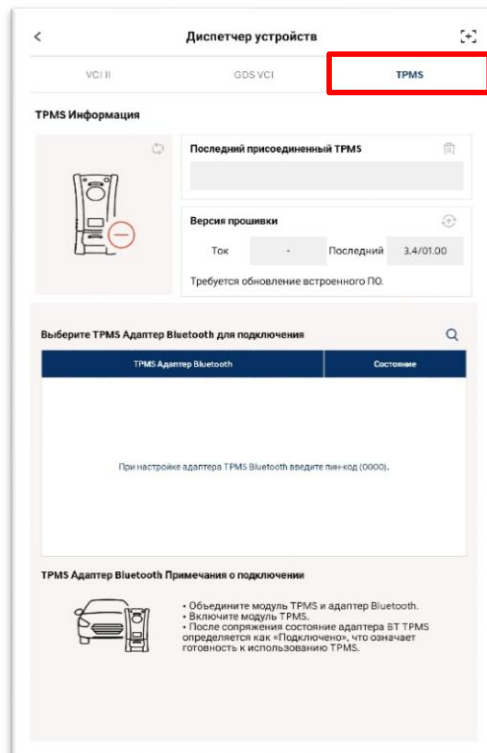 Диспетчер устройств
VCI II
GDS VCI
TPMS
TPMS Информация
Последний присоединенный TPMS
Версия прошивки
Ток
-
Последний
3.4/01.00
Требуется обновление встроенного ПО.
Выберите TPMS Адаптер Bluetooth для подключения
TPMS Адаптер Bluetooth
Состояние
При настройке адаптера TPMS Bluetooth введите пин-код (0000).
TPMS Адаптер Bluetooth Примечания о подключении
• Объедините модуль TPMS и адаптер Bluetooth.
• Включите модуль TPMS.
• После сопряжения состояние адаптера BT TPMS
определяется как «Подключено», что означает
готовность к использованию TPMS.